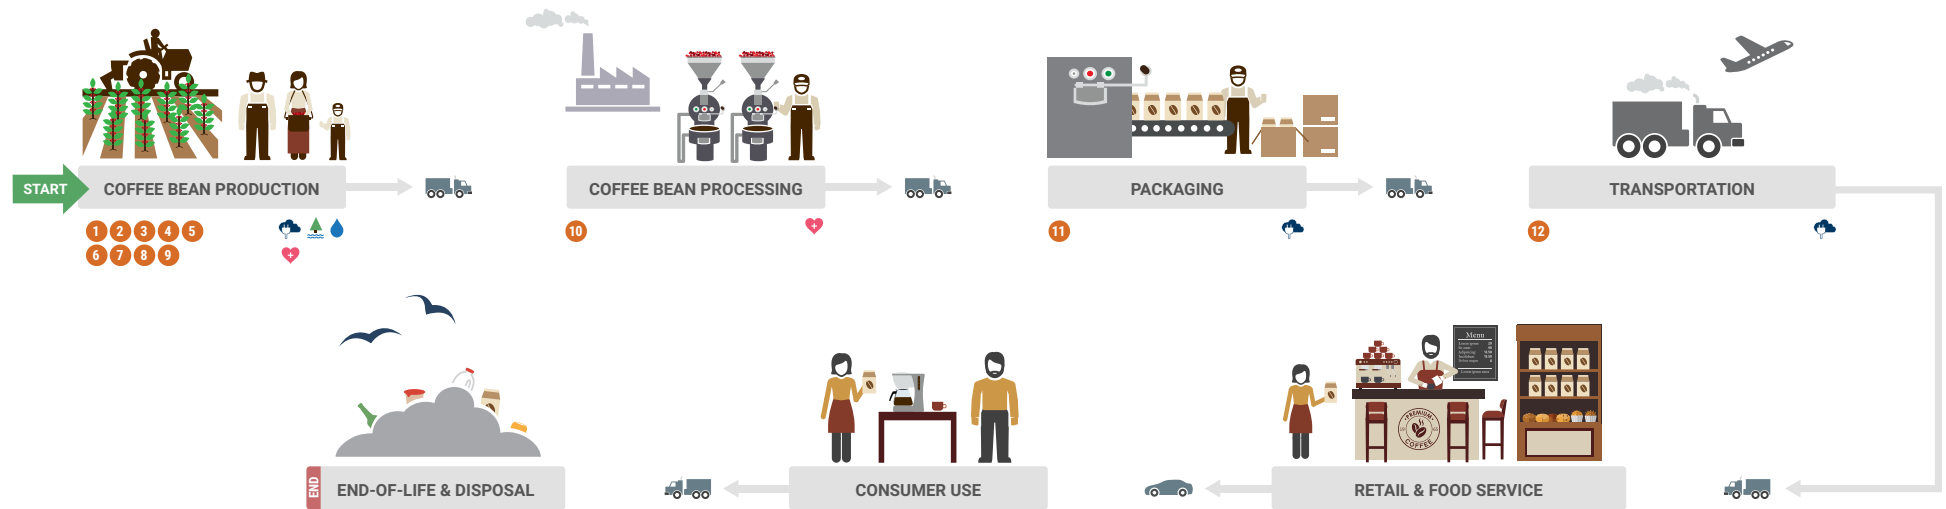 START
COFFEE BEAN PRODUCTION
COFFEE BEAN PROCESSING
PACKAGING
TRANSPORTATION
1 2 3 4 5
6 7 8 9
10
11
12
Menu
PREMIUM
COFFEE
END
END-OF-LIFE & DISPOSAL
CONSUMER USE
RETAIL & FOOD SERVICE